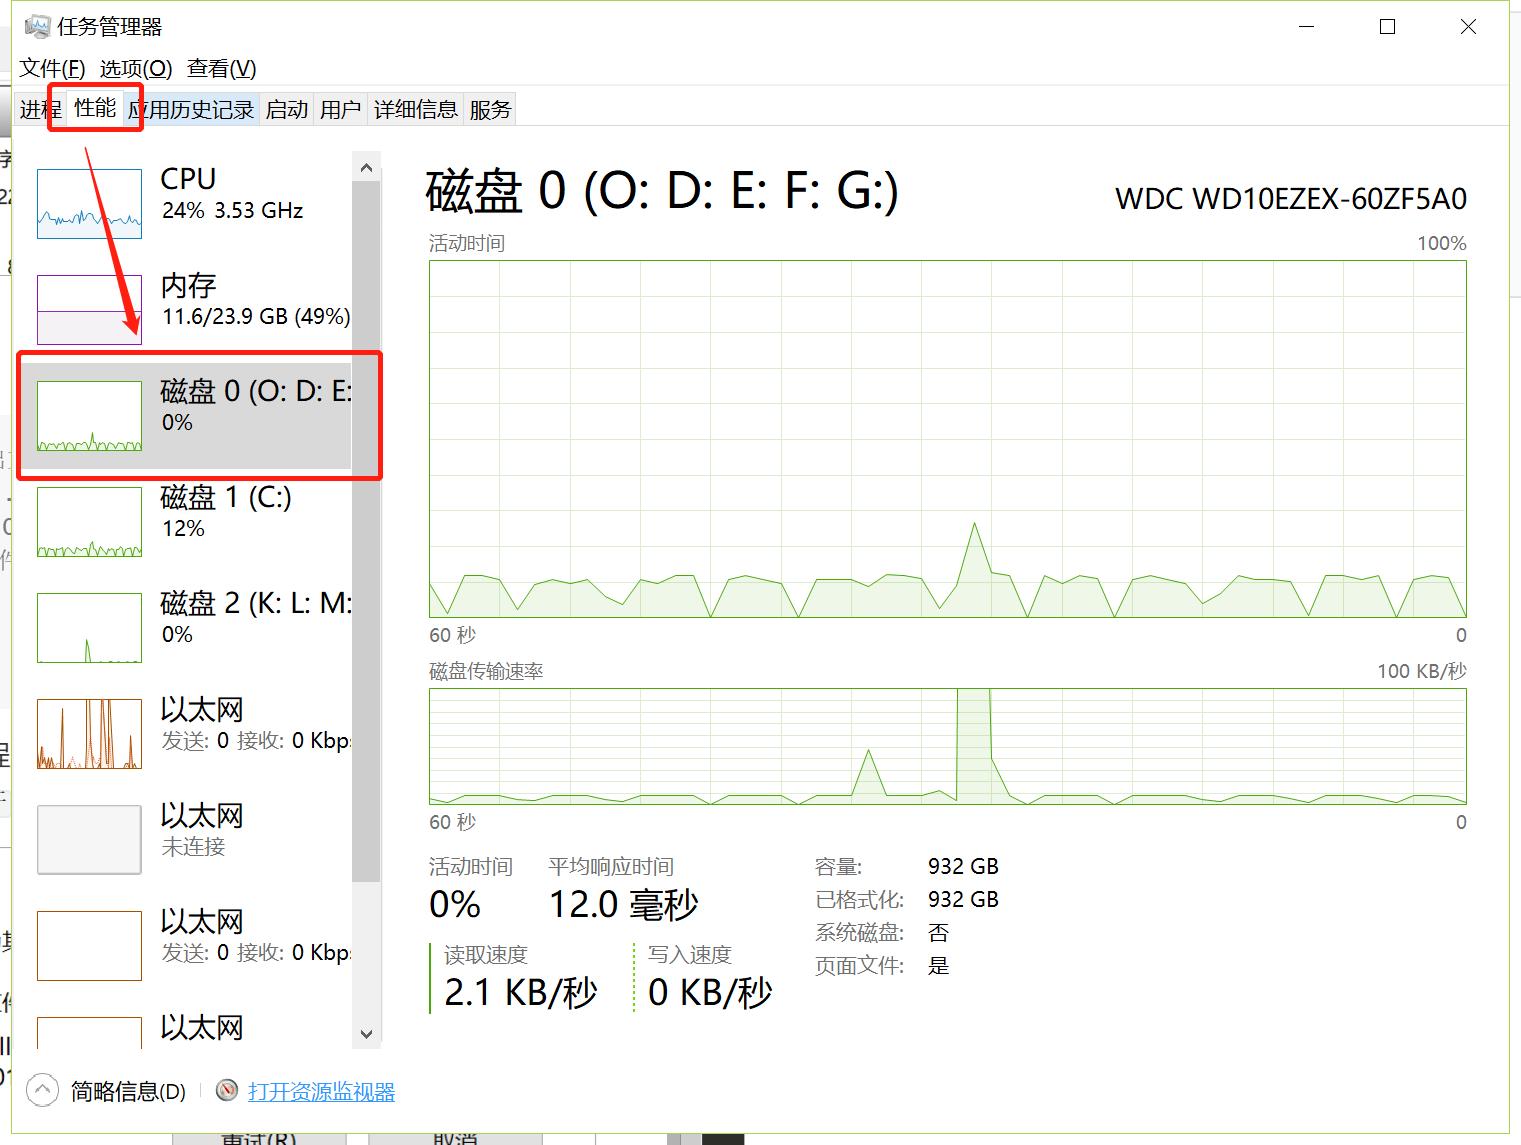 任务管理器
文件(F) 选项(O) 查看(V)
进程 性能 应用历史记录 启动 用户 详细信息 服务
CPU
24% 3.53 GHz
内存
11.6/23.9 GB (49%)
磁盘 0 (O: D: E:
0%
磁盘 1 (C:)
12%
磁盘 2 (K: L: M:
0%
以太网
发送: 0 接收: 0 Kbps
以太网
未连接
以太网
发送: 0 接收: 0 Kbps
以太网
磁盘 0 (O: D: E: F: G:)
WDC WD10EZEX-60ZF5A0
活动时间
100%
60 秒
0
磁盘传输速率
100 KB/秒
60 秒
0
活动时间
0%
平均响应时间
12.0 毫秒
读取速度
2.1 KB/秒
写入速度
0 KB/秒
容量: 932 GB
已格式化: 932 GB
系统磁盘: 否
页面文件: 是
简略信息(D)
打开资源监视器
重试(R)
取消